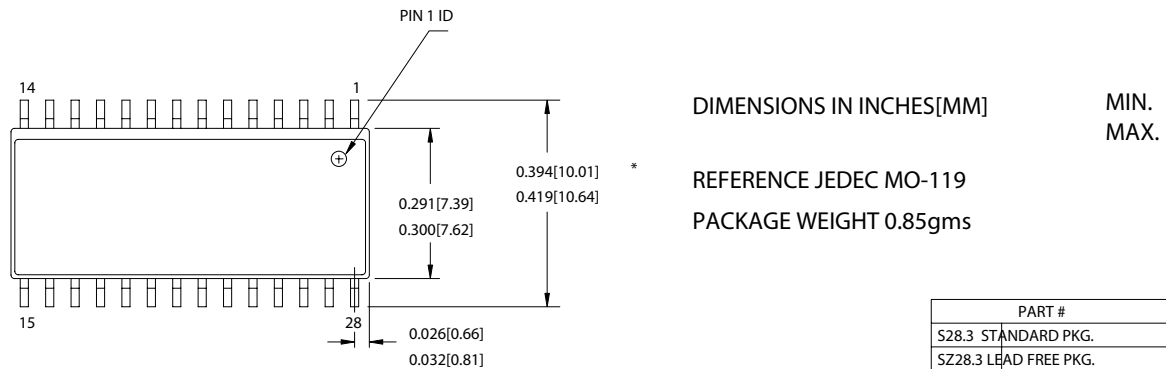 PIN 1 ID
14
1
DIMENSIONS IN INCHES[MM]
MIN.
MAX.
0.394[10.01]
0.419[10.64]
*
REFERENCE JEDEC MO-119
0.291[7.39]
0.300[7.62]
PACKAGE WEIGHT 0.85gms
15
28
0.026[0.66]
0.032[0.81]
PART #
S28.3 STANDARD PKG.
SZ28.3 LEAD FREE PKG.